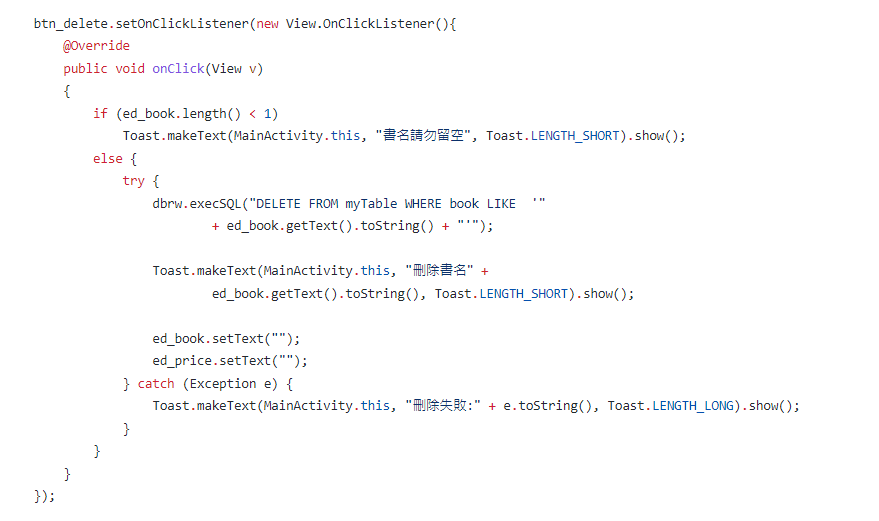 btn_delete.setOnClickListener(new View.OnClickListener(){
    @Override
    public void onClick(View v)
    {
        if (ed_book.length() < 1)
            Toast.makeText(MainActivity.this, "書名請勿留空", Toast.LENGTH_SHORT).show();
        else {
            try {
                dbrw.execSQL("DELETE FROM myTable WHERE book LIKE  '"
                        + ed_book.getText().toString() + "'");

                Toast.makeText(MainActivity.this, "刪除書名" +
                        ed_book.getText().toString(), Toast.LENGTH_SHORT).show();

                ed_book.setText("");
                ed_price.setText("");
            } catch (Exception e) {
                Toast.makeText(MainActivity.this, "刪除失敗:" + e.toString(), Toast.LENGTH_LONG).show();
            }
        }
    }
});